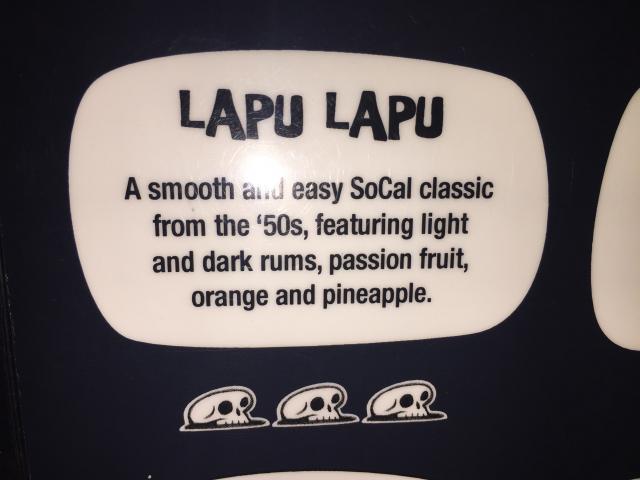 LAPU LAPU
A smooth and easy SoCal classic
from the ‘50s, featuring light
and dark rums, passion fruit,
orange and pineapple.